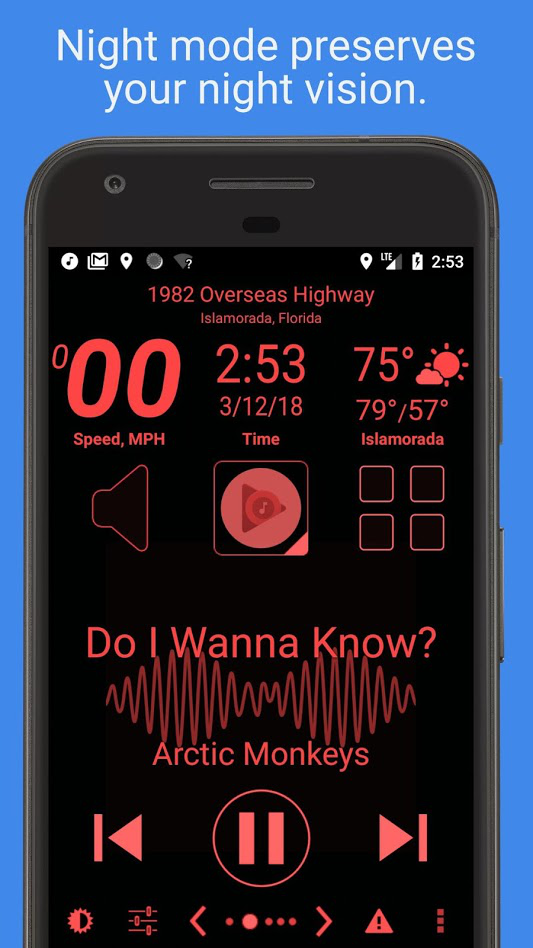 Night mode preserves
your night vision.
? LTE 2:53
1982 Overseas Highway
Islamorada, Florida
000 2:53 75°
3/12/18 79°/57°
Speed, MPH Time Islamorada
Do I Wanna Know?
Arctic Monkeys